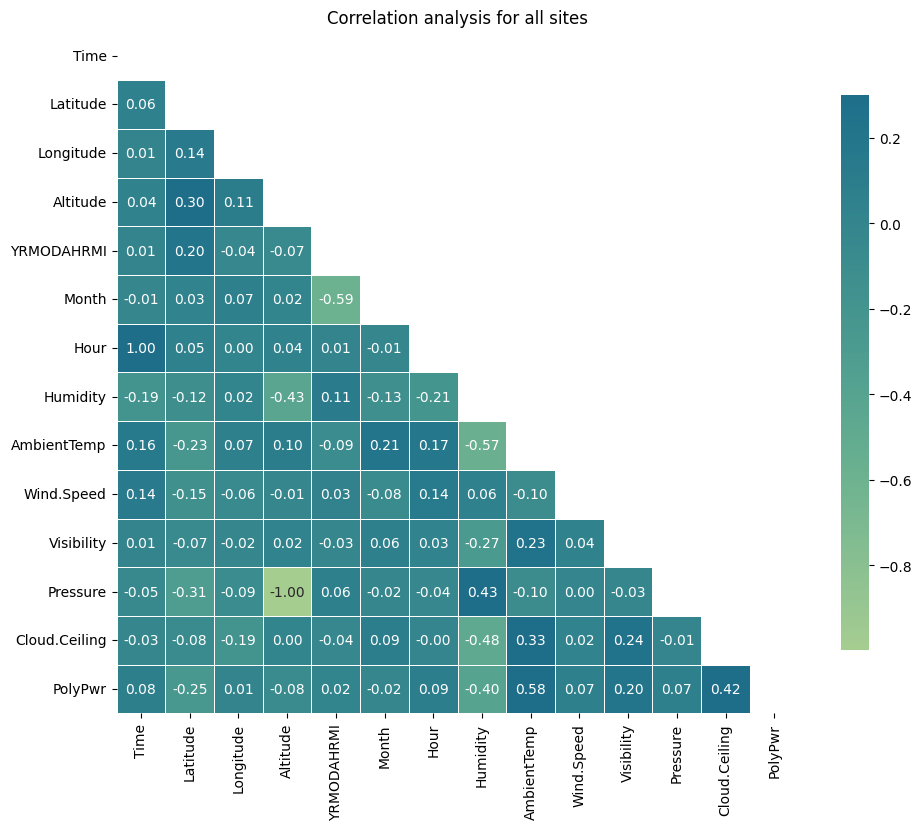 Correlation analysis for all sites
Time
Latitude 0.06
Longitude 0.01 0.14
Altitude 0.04 0.30 0.11
YRMODAHRMI 0.01 0.20 -0.04 -0.07
Month -0.01 0.03 0.07 0.02 -0.59
Hour 1.00 0.05 0.00 0.04 0.01 -0.01
Humidity -0.19 -0.12 0.02 -0.43 0.11 -0.13 -0.21
AmbientTemp 0.16 -0.23 0.07 0.10 -0.09 0.21 0.17 -0.57
Wind.Speed 0.14 -0.15 -0.06 -0.01 0.03 -0.08 0.14 0.06 -0.10
Visibility 0.01 -0.07 -0.02 0.02 -0.03 0.06 0.03 -0.27 0.23 0.04
Pressure -0.05 -0.31 -0.09 -1.00 0.06 -0.02 -0.04 0.43 -0.10 0.00 -0.03
Cloud.Ceiling -0.03 -0.08 -0.19 0.00 -0.04 0.09 -0.00 -0.48 0.33 0.02 0.24 -0.01
PolyPwr 0.08 -0.25 0.01 -0.08 0.02 -0.02 0.09 -0.40 0.58 0.07 0.20 0.07 0.42
Time Latitude Longitude Altitude YRMODAHRMI Month Hour Humidity AmbientTemp Wind.Speed Visibility Pressure Cloud.Ceiling PolyPwr
0.2
0.0
−0.2
−0.4
−0.6
−0.8